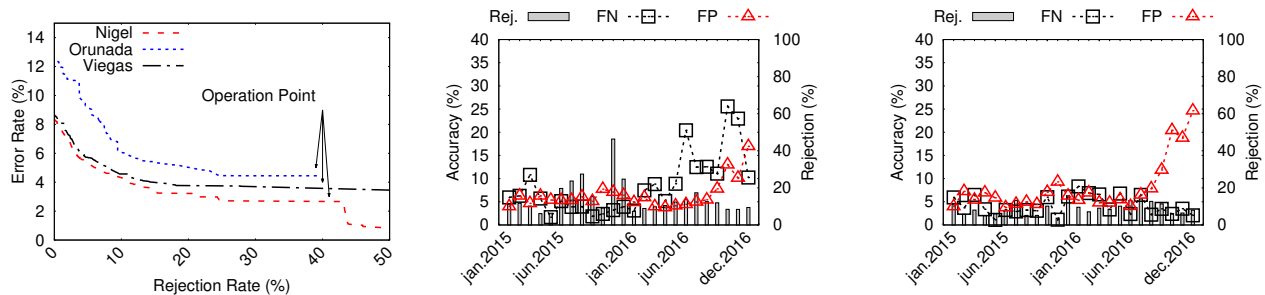 Nigel
Orunada
Viegas
Operation Point
Error Rate (%)
14
12
10
8
6
4
2
0
0 10 20 30 40 50
Rejection Rate (%)
Rej. FN FP
Accuracy (%)
40
35
30
25
20
15
10
5
0
100
80
60
40
20
0
Rejection (%)
jan.2015 jun.2015 jan.2016 jun.2016 dec.2016
Rej. FN FP
Accuracy (%)
40
35
30
25
20
15
10
5
0
100
80
60
40
20
0
Rejection (%)
jan.2015 jun.2015 jan.2016 jun.2016 dec.2016